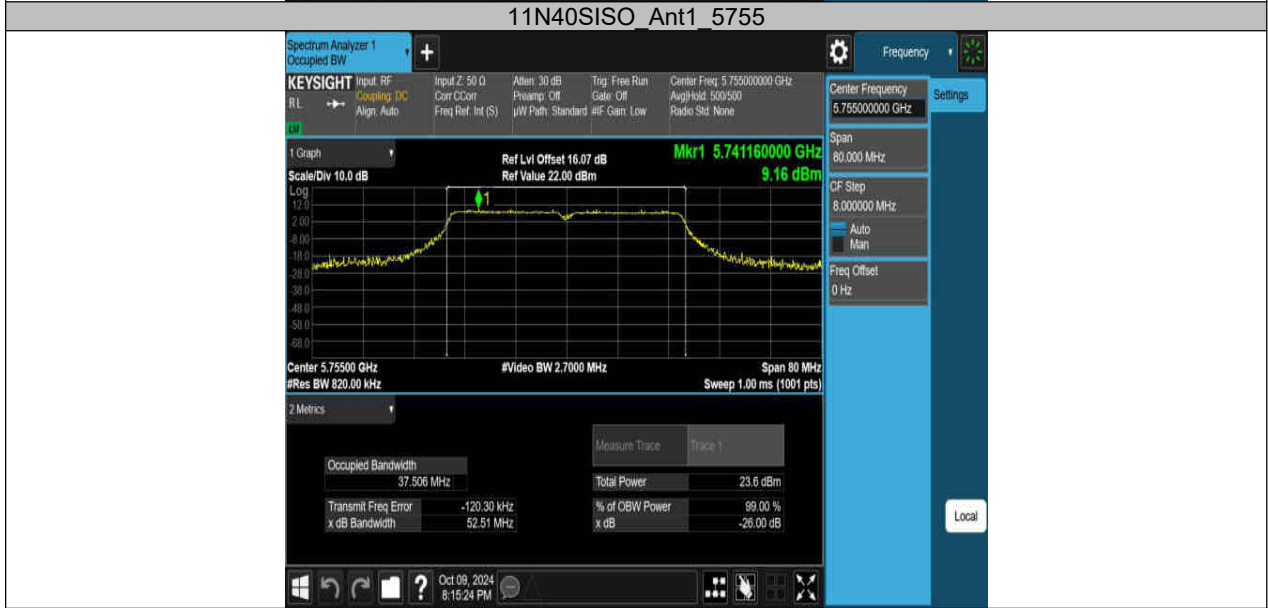 11N40SISO_Ant1_5755
Spectrum Analyzer 1
Occupied BW
+
Frequency
KEYSIGHT
RL
LM
Input: RF
Coupling: DC
Align: Auto
Input Z: 50 Ω
Corr CCorr
Freq Ref: Int (S)
Atten: 30 dB
Preamp: Off
µW Path: Standard
Trig: Free Run
Gate: Off
#IF Gain: Low
Center Freq: 5.755000000 GHz
Avg|Hold: 500/500
Radio Std: None
Center Frequency
5.755000000 GHz
Settings
Span
80.000 MHz
CF Step
8.000000 MHz
Auto
Man
Freq Offset
0 Hz
Local
1 Graph
Scale/Div 10.0 dB
Ref Lvl Offset 16.07 dB
Ref Value 22.00 dBm
Mkr1 5.741160000 GHz
9.16 dBm
Log
12.0
2.00
-8.00
-18.0
-28.0
-38.0
-48.0
-58.0
-68.0
1
Center 5.75500 GHz
#Video BW 2.7000 MHz
Span 80 MHz
#Res BW 820.00 kHz
Sweep 1.00 ms (1001 pts)
2 Metrics
Measure Trace Trace 1
Occupied Bandwidth
37.506 MHz
Total Power 23.6 dBm
Transmit Freq Error -120.30 kHz
% of OBW Power 99.00 %
x dB Bandwidth 52.51 MHz
x dB -26.00 dB
?
Oct 09, 2024
8:15:24 PM